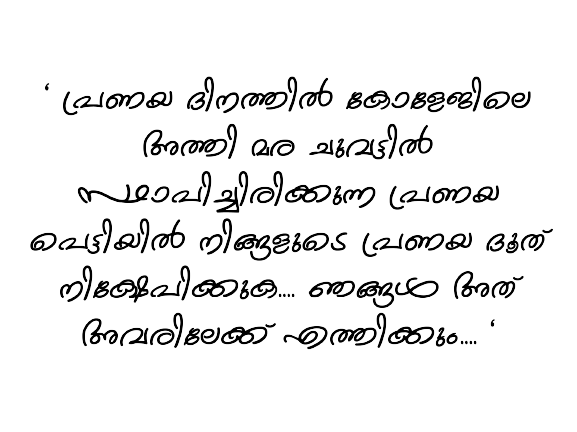 ‘ പ്രണയ ദിനത്തിൽ കോളേജിലെ
അത്തി മര ചുവട്ടിൽ
സ്ഥാപിച്ചിരിക്കുന്ന പ്രണയ
പെട്ടിയിൽ നിങ്ങളുടെ പ്രണയ ദൂത്
നിക്ഷേപിക്കുക.... ഞങ്ങൾ അത്
അവരിലേക്ക് എത്തിക്കും.... ‘